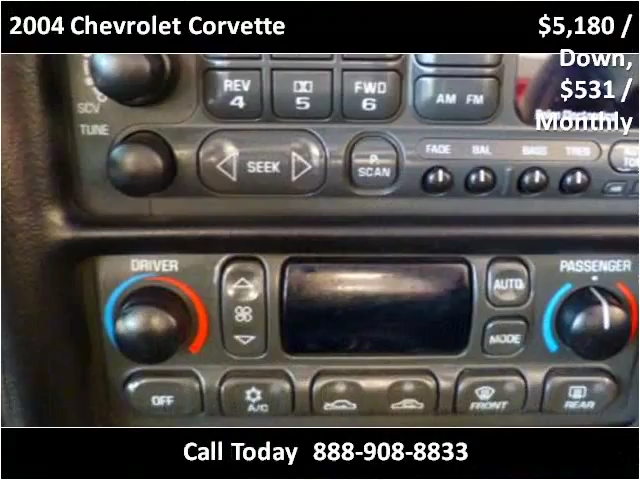 2004 Chevrolet Corvette
$5,180 /
Down,
$531 /
Monthly
REV
4
5
FWD
6
AM FM
SCV
TUNE
SEEK
P.
SCAN
FADE BAL BASS TREB
DRIVER
PASSENGER
AUTO
MODE
OFF
A/C
FRONT
REAR
Call Today 888-908-8833